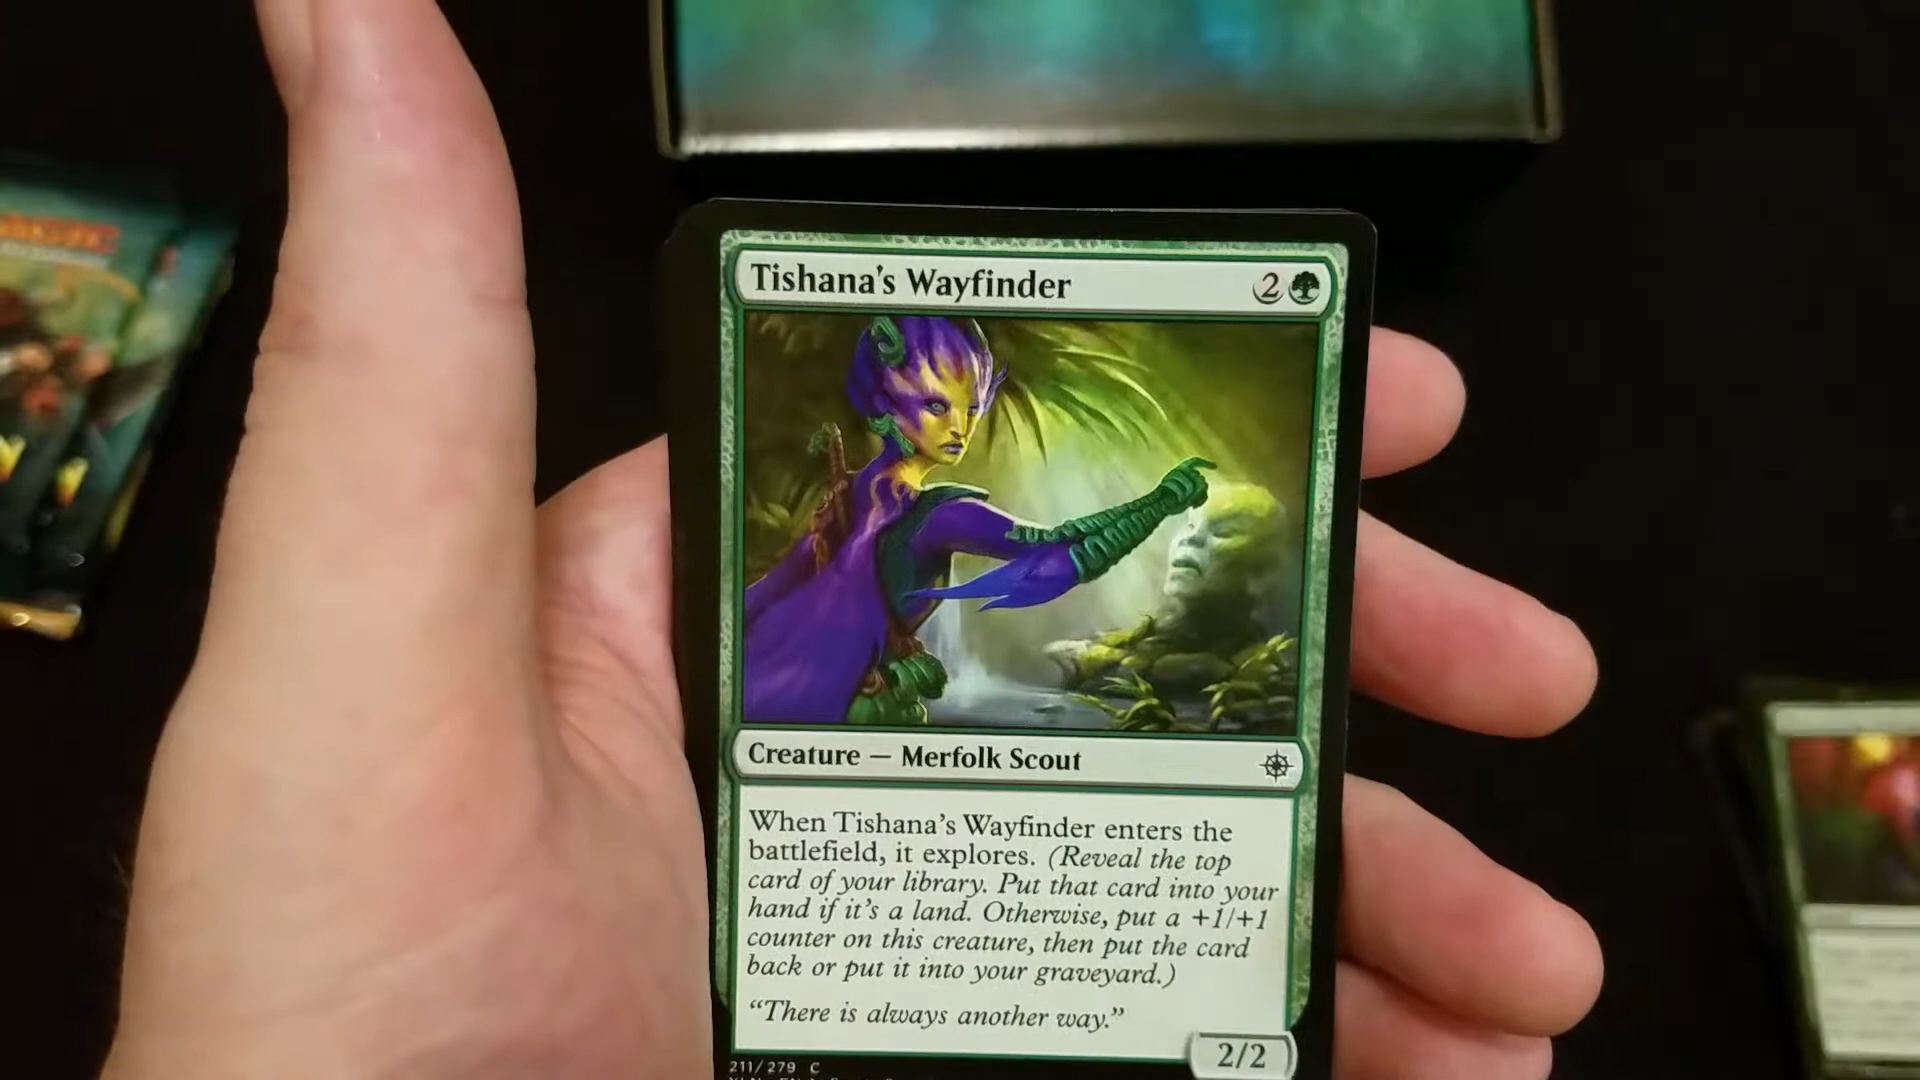 Tishana's Wayfinder
2
Creature — Merfolk Scout
When Tishana's Wayfinder enters the
battlefield, it explores. (Reveal the top
card of your library. Put that card into your
hand if it's a land. Otherwise, put a +1/+1
counter on this creature, then put the card
back or put it into your graveyard.)
“There is always another way.”
2/2
211/279 C